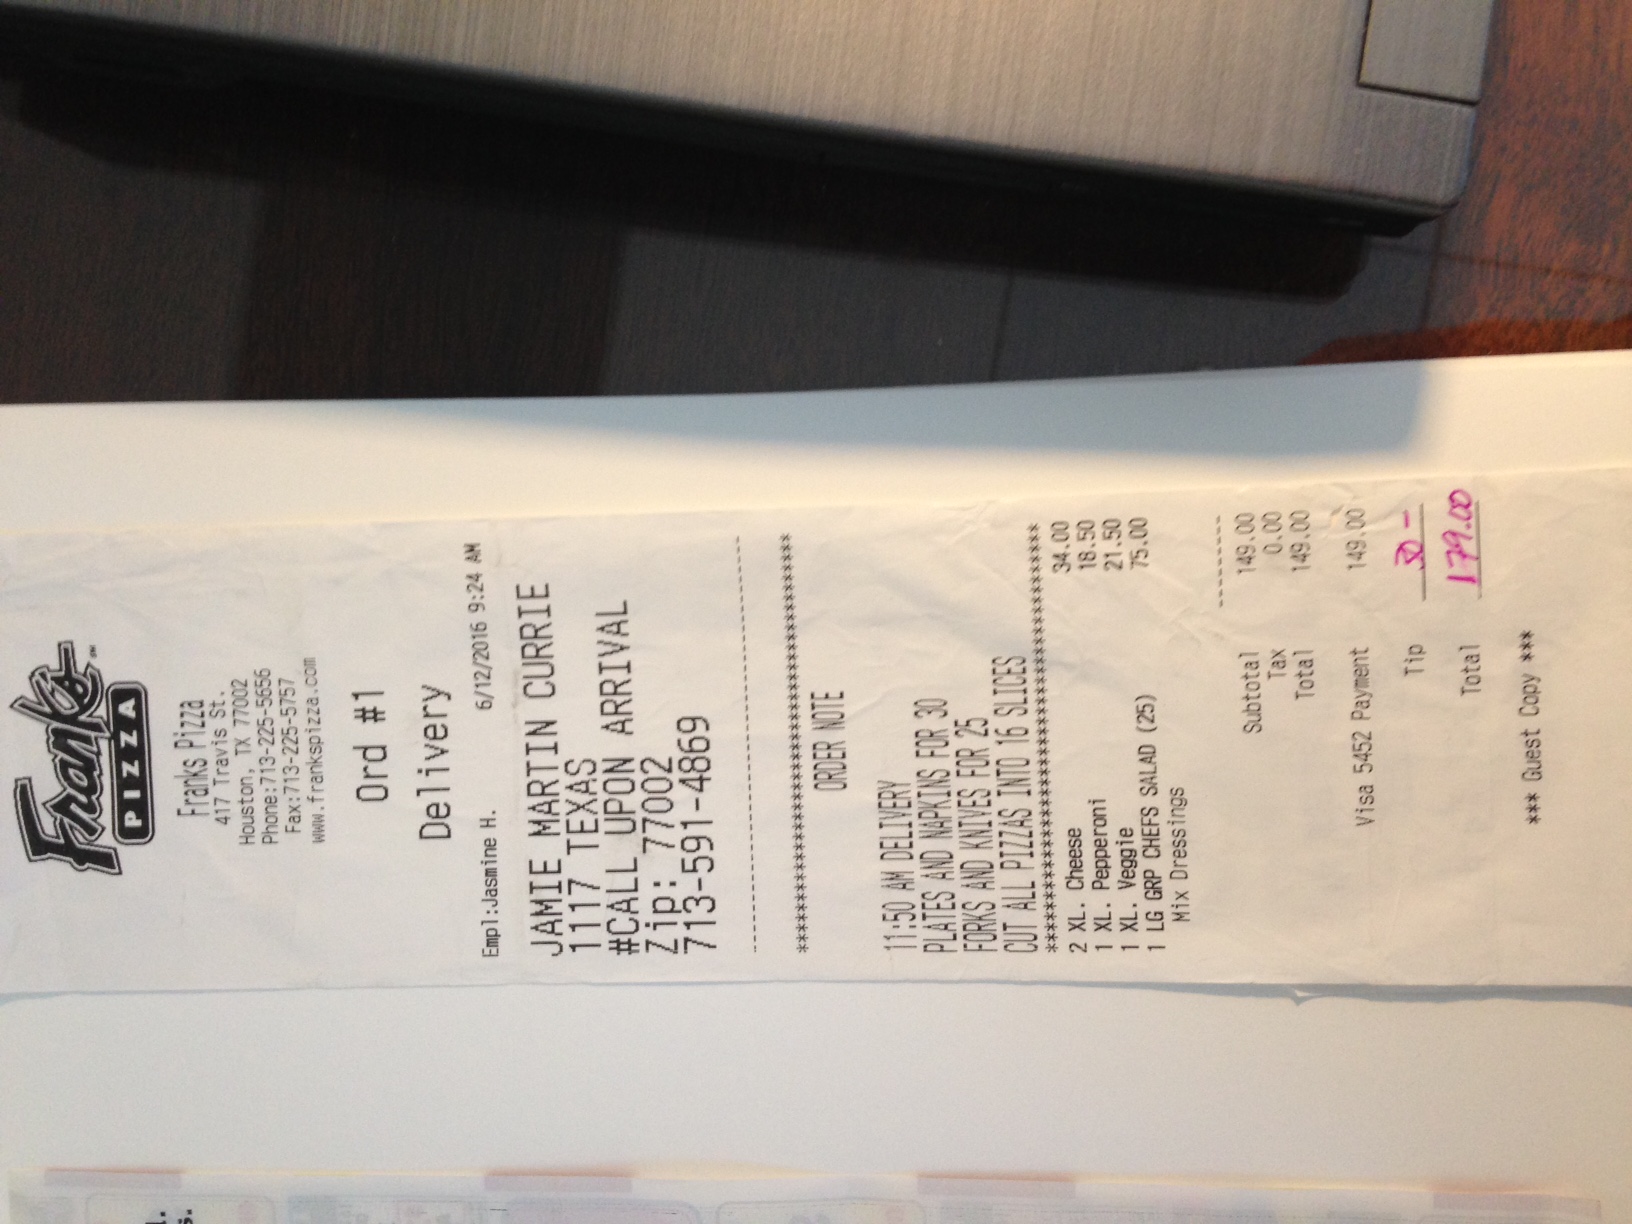 Frank's
PIZZA
Franks Pizza
417 Travis St.
Houston, TX 77002
Phone:713-225-5656
Fax:713-225-5757
www.frankspizza.com
Ord #1
Delivery
Empl:Jasmine H. 6/12/2016 9:24 AM
JAMIE MARTIN CURRIE
1117 TEXAS
#CALL UPON ARRIVAL
Zip: 77002
713-591-4869
----------------------------------------
****************************************
ORDER NOTE
11:50 AM DELIVERY
PLATES AND NAPKINS FOR 30
FORKS AND KNIVES FOR 25
CUT ALL PIZZAS INTO 16 SLICES
****************************************
2 XL. Cheese 34.00
1 XL. Pepperoni 18.50
1 XL. Veggie 21.50
1 LG GRP CHEFS SALAD (25) 75.00
Mix Dressings
---------
Subtotal 149.00
Tax 0.00
Total 149.00
Visa 5452 Payment 149.00
Tip 30 -
Total 179.00
*** Guest Copy ***